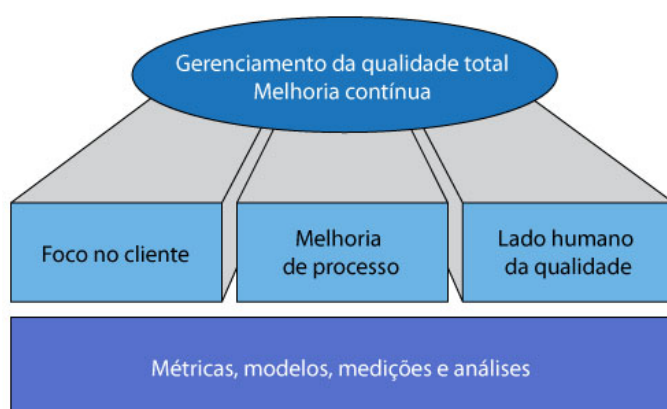 Gerenciamento da qualidade total
Melhoria contínua
Foco no cliente
Melhoria
de processo
Lado humano
da qualidade
Métricas, modelos, medições e análises